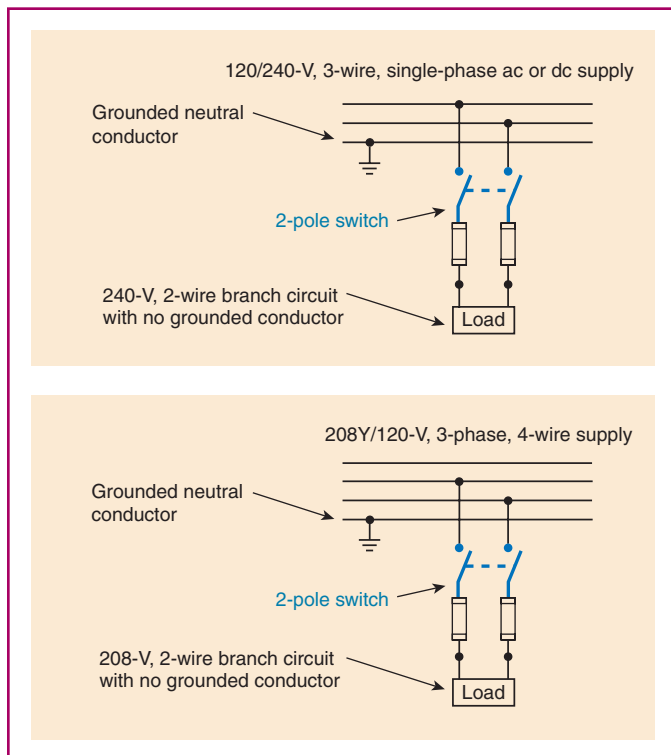 120/240-V, 3-wire, single-phase ac or dc supply
Grounded neutral
conductor
2-pole switch
240-V, 2-wire branch circuit
with no grounded conductor
Load
208Y/120-V, 3-phase, 4-wire supply
Grounded neutral
conductor
2-pole switch
208-V, 2-wire branch circuit
with no grounded conductor
Load